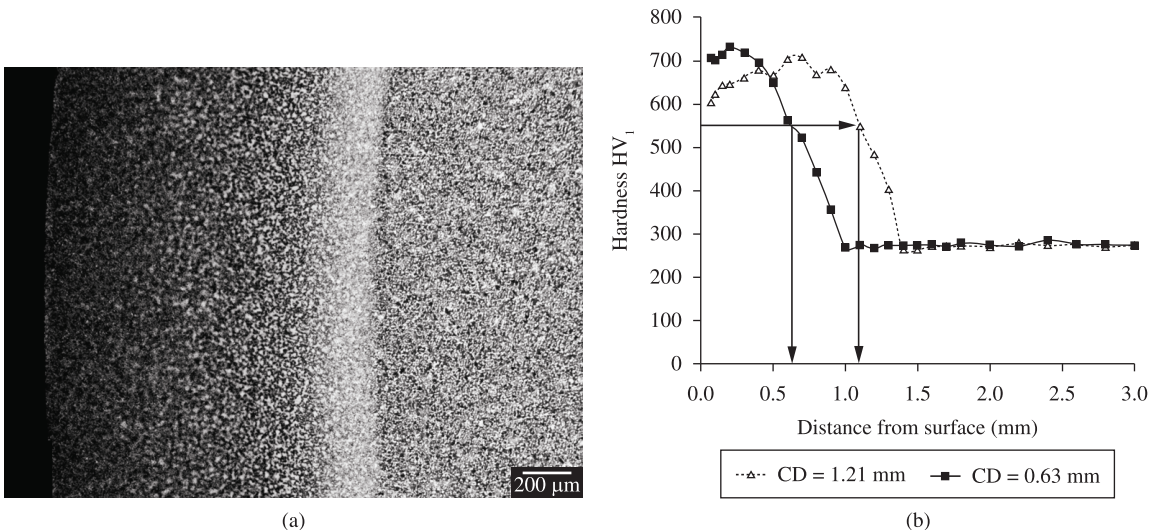 200 μm
(a)
800
700
600
500
400
300
200
100
0
Hardness HV1
0.0 0.5 1.0 1.5 2.0 2.5 3.0
Distance from surface (mm)
CD = 1.21 mm CD = 0.63 mm
(b)